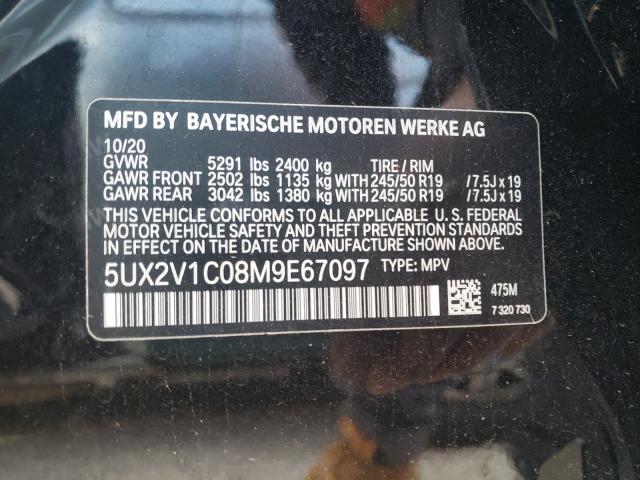 MFD BY BAYERISCHE MOTOREN WERKE AG
10/20
GVWR 5291 lbs 2400 kg TIRE / RIM
GAWR FRONT 2502 lbs 1135 kg WITH 245/50 R19 /7.5J x 19
GAWR REAR 3042 lbs 1380 kg WITH 245/50 R19 /7.5J x 19
THIS VEHICLE CONFORMS TO ALL APPLICABLE U. S. FEDERAL
MOTOR VEHICLE SAFETY AND THEFT PREVENTION STANDARDS
IN EFFECT ON THE DATE OF MANUFACTURE SHOWN ABOVE.
5UX2V1C08M9E67097 TYPE: MPV
475M
7 320 730